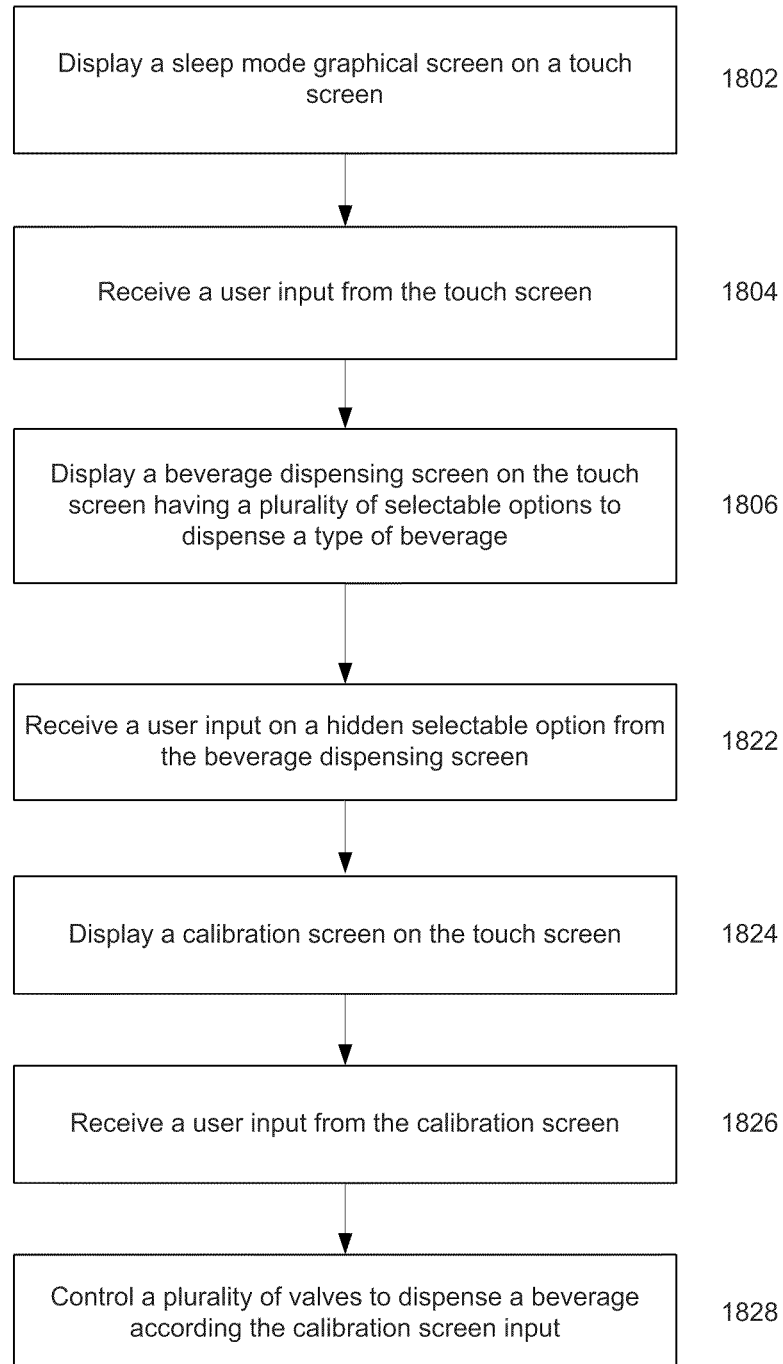 Display a sleep mode graphical screen on a touch
screen
1802
Receive a user input from the touch screen
1804
Display a beverage dispensing screen on the touch
screen having a plurality of selectable options to
dispense a type of beverage
1806
Receive a user input on a hidden selectable option from
the beverage dispensing screen
1822
Display a calibration screen on the touch screen
1824
Receive a user input from the calibration screen
1826
Control a plurality of valves to dispense a beverage
according the calibration screen input
1828